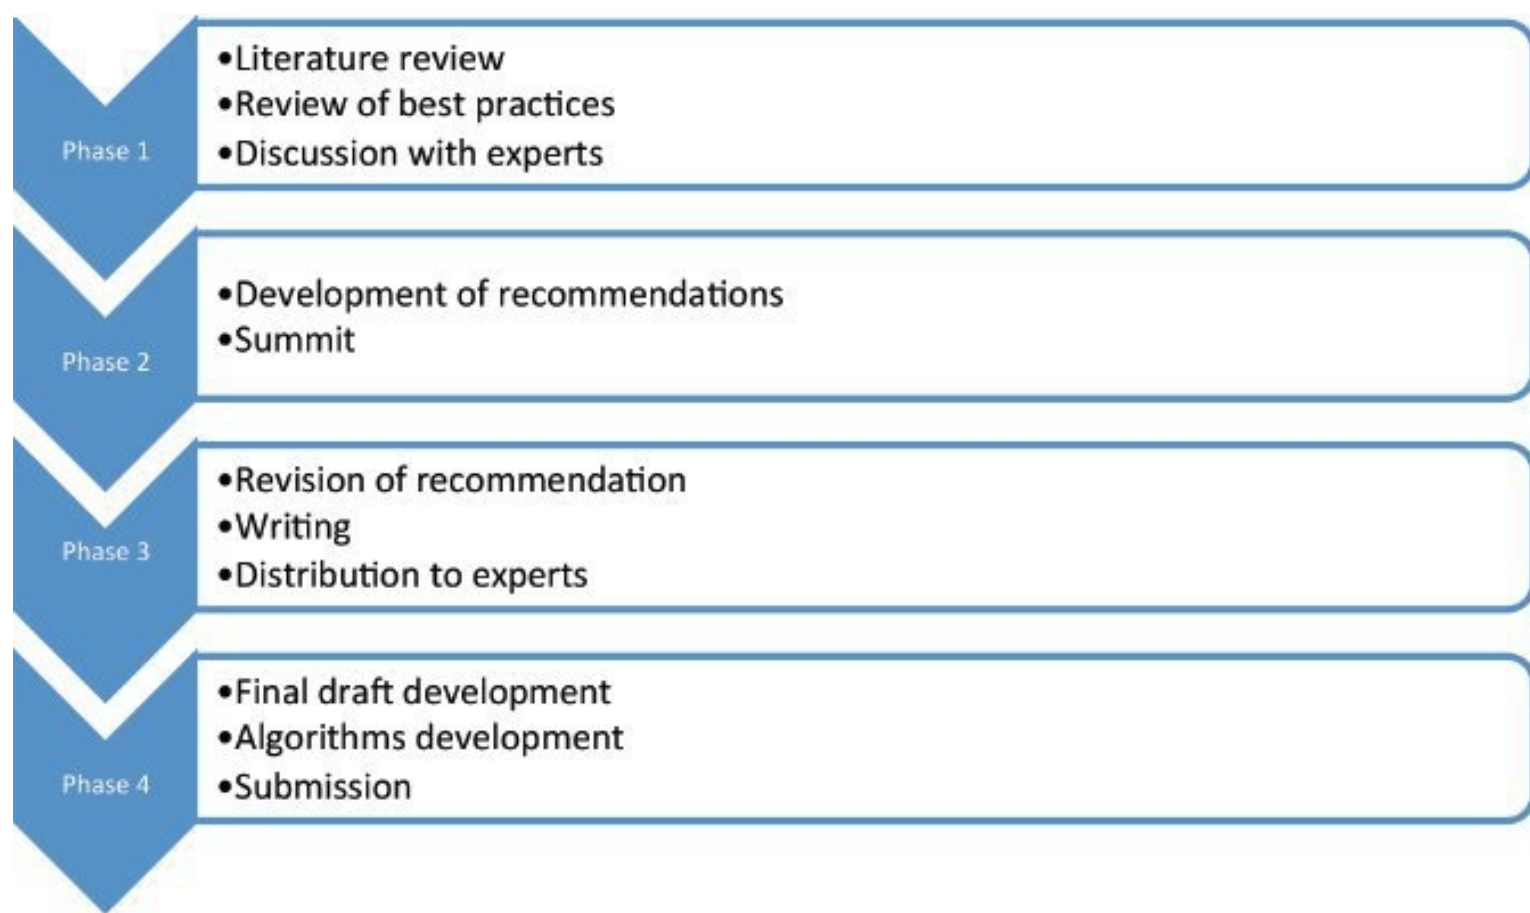 Phase 1
•Literature review
•Review of best practices
•Discussion with experts
Phase 2
•Development of recommendations
•Summit
Phase 3
•Revision of recommendation
•Writing
•Distribution to experts
Phase 4
•Final draft development
•Algorithms development
•Submission